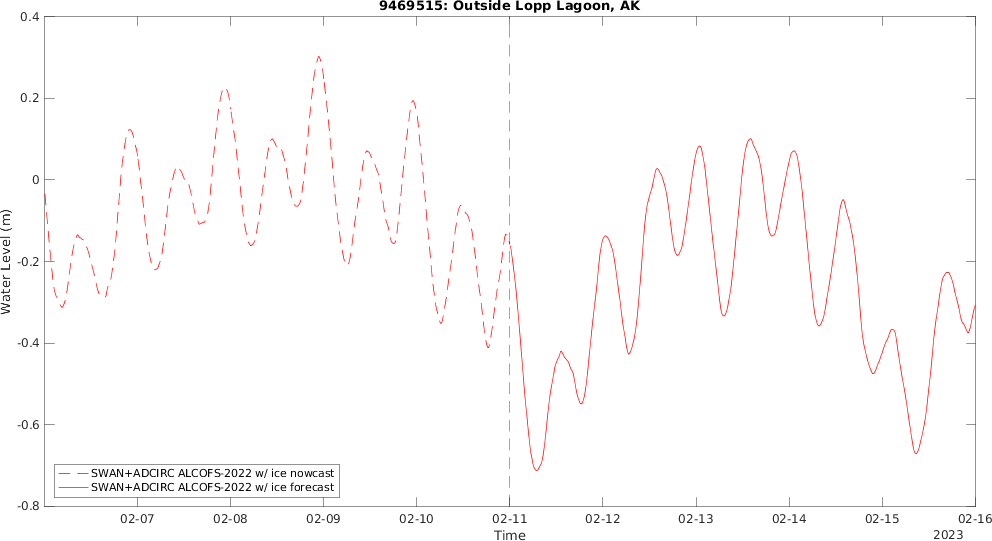 9469515: Outside Lopp Lagoon, AK
0.4
0.2
0
-0.2
-0.4
-0.6
-0.8
Water Level (m)
SWAN+ADCIRC ALCOFS-2022 w/ ice nowcast
SWAN+ADCIRC ALCOFS-2022 w/ ice forecast
02-07 02-08 02-09 02-10 02-11 02-12 02-13 02-14 02-15 02-16
Time
2023